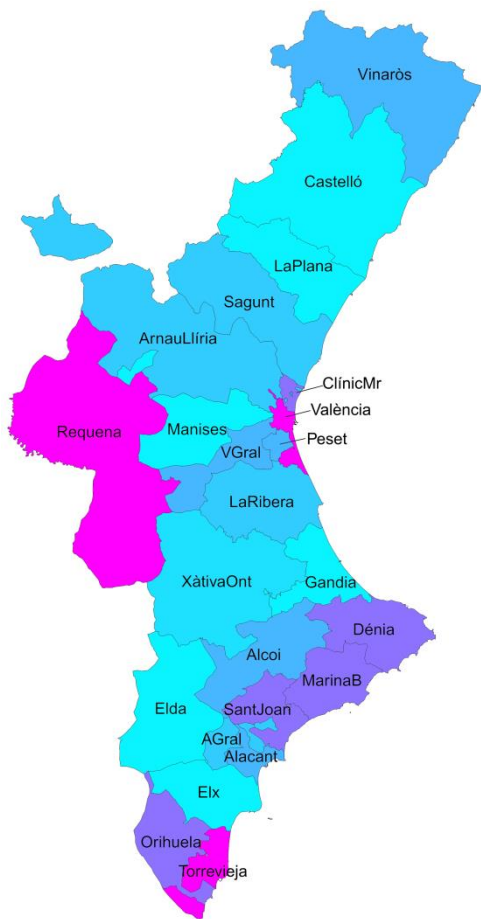 Vinaròs
Castelló
LaPlana
Sagunt
ArnauLlíria
ClínicMr
València
Requena
Manises
Peset
VGral
LaRibera
XàtivaOnt
Gandia
Dénia
Alcoi
MarinaB
Elda
SantJoan
AGral
Alacant
Elx
Orihuela
Torrevieja